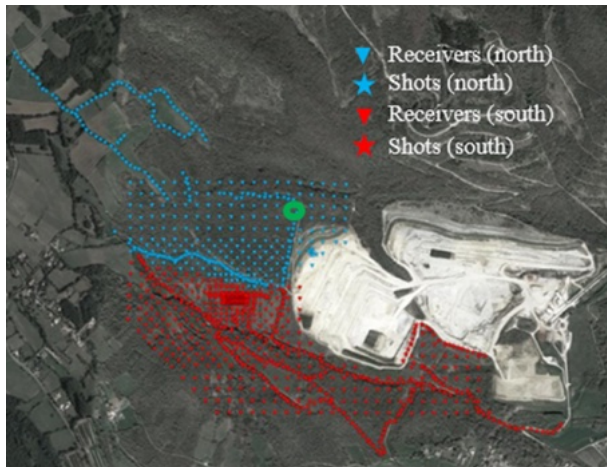 Receivers (north)
Shots (north)
Receivers (south)
Shots (south)